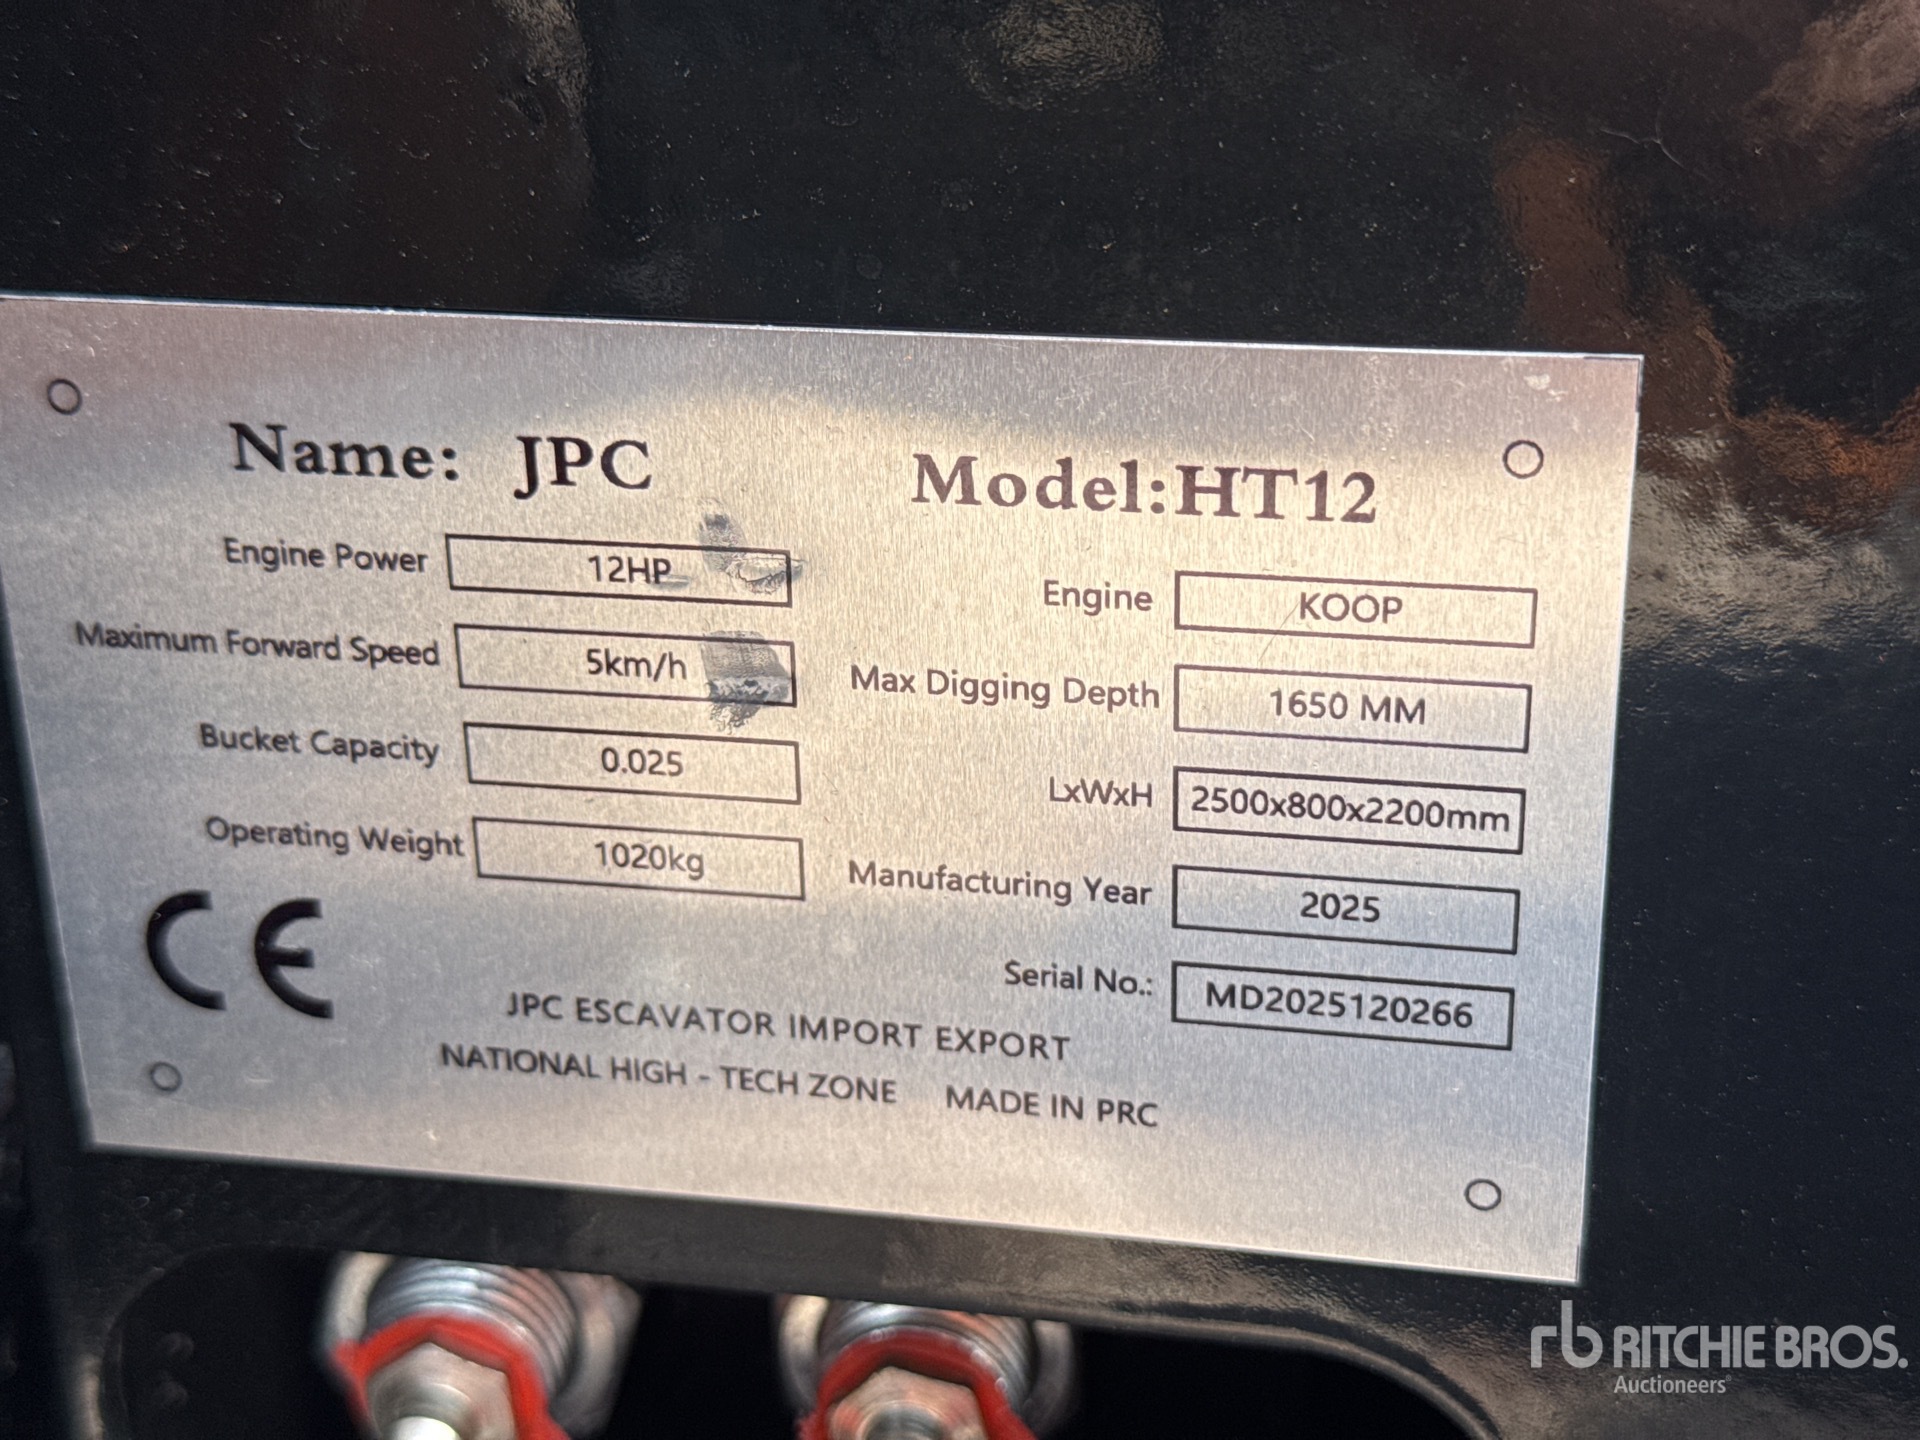 Name: JPC
Model:HT12
Engine Power 12HP
Engine KOOP
Maximum Forward Speed 5km/h
Max Digging Depth 1650 MM
Bucket Capacity 0.025
LxWxH 2500x800x2200mm
Operating Weight 1020kg
Manufacturing Year 2025
Serial No.: MD2025120266
CE
JPC ESCAVATOR IMPORT EXPORT
NATIONAL HIGH - TECH ZONE MADE IN PRC
rb RITCHIE BROS.
Auctioneers